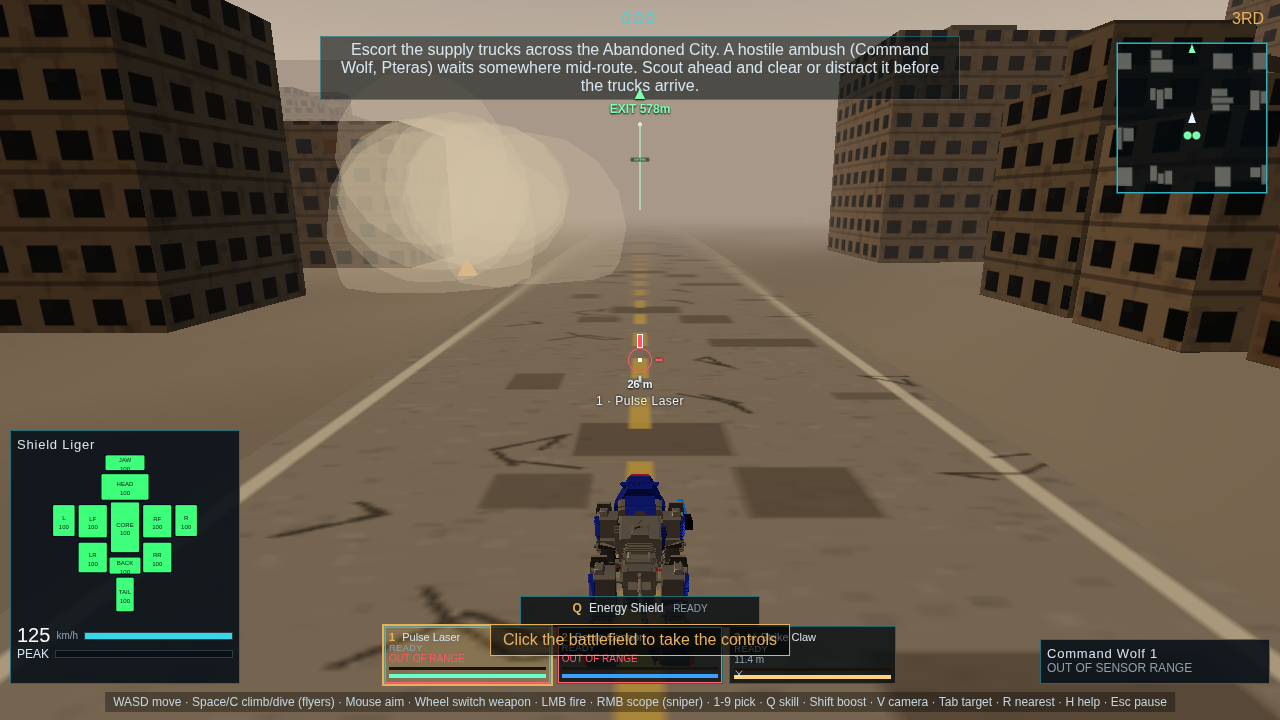 000
3RD
Escort the supply trucks across the Abandoned City. A hostile ambush (Command
Wolf, Pteras) waits somewhere mid-route. Scout ahead and clear or distract it before
the trucks arrive.
EXIT 578m
26 m
1 · Pulse Laser
Shield Liger
JAW
100
HEAD
100
L
100
LF
100
CORE
100
RF
100
R
100
LR
100
BACK
100
RR
100
TAIL
100
125 km/h
PEAK
Q Energy Shield READY
1 Pulse Laser
READY
OUT OF RANGE
2
OUT OF RANGE
Claw
READY
11.4 m
Click the battlefield to take the controls
Command Wolf 1
OUT OF SENSOR RANGE
WASD move · Space/C climb/dive (flyers) · Mouse aim · Wheel switch weapon · LMB fire · RMB scope (sniper) · 1-9 pick · Q skill · Shift boost · V camera · Tab target · R nearest · H help · Esc pause